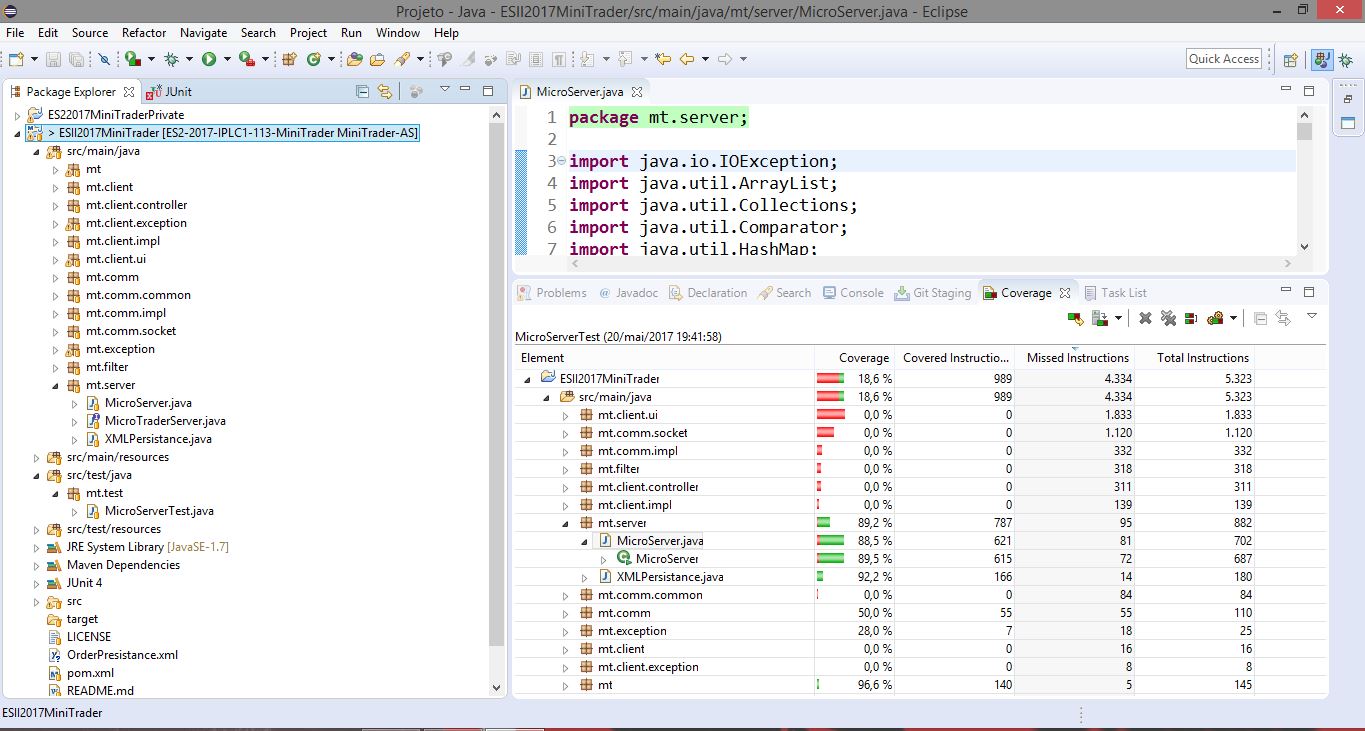 Projeto - Java - ESII2017MiniTrader/src/main/java/mt/server/MicroServer.java - Eclipse
File Edit Source Refactor Navigate Search Project Run Window Help
Quick Access
Package Explorer JUnit
ES22017MiniTraderPrivate
> ESII2017MiniTrader [ES2-2017-IPLC1-113-MiniTrader MiniTrader-AS]
src/main/java
mt
mt.client
mt.client.controller
mt.client.exception
mt.client.impl
mt.client.ui
mt.comm
mt.comm.common
mt.comm.impl
mt.comm.socket
mt.exception
mt.filter
mt.server
MicroServer.java
MicroTraderServer.java
XMLPersistance.java
src/main/resources
src/test/java
mt.test
MicroServerTest.java
src/test/resources
JRE System Library [JavaSE-1.7]
Maven Dependencies
JUnit 4
src
target
LICENSE
OrderPresistance.xml
pom.xml
README.md
MicroServer.java
1 package mt.server;
2
3 import java.io.IOException;
4 import java.util.ArrayList;
5 import java.util.Collections;
6 import java.util.Comparator;
7 import java.util.HashMap;
Problems @ Javadoc Declaration Search Console Git Staging Coverage Task List
MicroServerTest (20/mai/2017 19:41:58)
Element Coverage Covered Instructio... Missed Instructions Total Instructions
ESII2017MiniTrader 18,6 % 989 4.334 5.323
src/main/java 18,6 % 989 4.334 5.323
mt.client.ui 0,0 % 0 1.833 1.833
mt.comm.socket 0,0 % 0 1.120 1.120
mt.comm.impl 0,0 % 0 332 332
mt.filter 0,0 % 0 318 318
mt.client.controller 0,0 % 0 311 311
mt.client.impl 0,0 % 0 139 139
mt.server 89,2 % 787 95 882
MicroServer.java 88,5 % 621 81 702
MicroServer 89,5 % 615 72 687
XMLPersistance.java 92,2 % 166 14 180
mt.comm.common 0,0 % 0 84 84
mt.comm 50,0 % 55 55 110
mt.exception 28,0 % 7 18 25
mt.client 0,0 % 0 16 16
mt.client.exception 0,0 % 0 8 8
mt 96,6 % 140 5 145
ESII2017MiniTrader